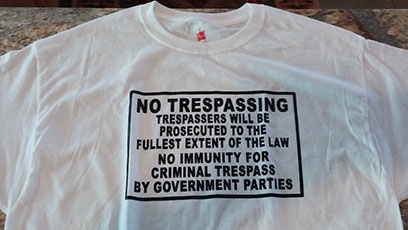 NO TRESPASSING
TRESPASSERS WILL BE
PROSECUTED TO THE
FULLEST EXTENT OF THE LAW
NO IMMUNITY FOR
CRIMINAL TRESPASS
BY GOVERNMENT PARTIES